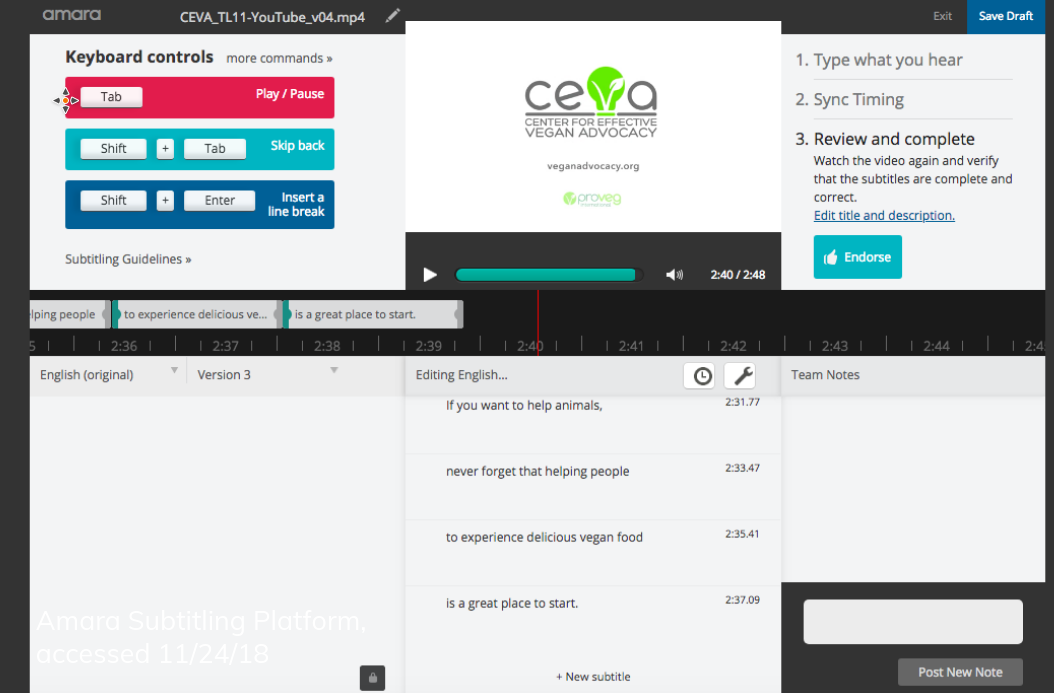 amara
CEVA_TL11-YouTube_v04.mp4
Exit
Save Draft
Keyboard controls
more commands »
Tab
Play / Pause
Shift + Tab
Skip back
Shift + Enter
Insert a
line break
Subtitling Guidelines »
ceva
CENTER FOR EFFECTIVE
VEGAN ADVOCACY
veganadvocacy.org
proveg
2:40 / 2:48
1. Type what you hear
2. Sync Timing
3. Review and complete
Watch the video again and verify
that the subtitles are complete and
correct.
Edit title and description.
Endorse
lping people
to experience delicious ve...
is a great place to start.
5 2:36 2:37 2:38 2:39 2:40 2:41 2:42 2:43 2:44 2:4
English (original)
Version 3
Editing English...
Team Notes
If you want to help animals,
2:31.77
never forget that helping people
2:33.47
to experience delicious vegan food
2:35.41
is a great place to start.
2:37.09
Amara Subtitling Platform,
accessed 11/24/18
+ New subtitle
Post New Note